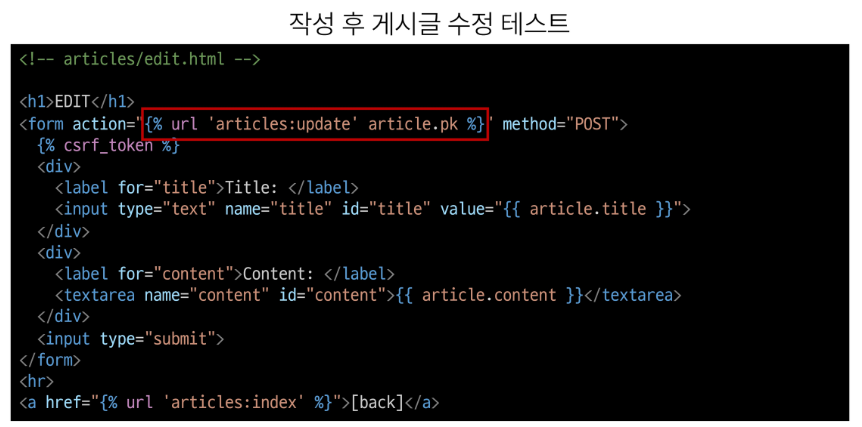 작성 후 게시글 수정 테스트
<!-- articles/edit.html -->
<h1>EDIT</h1>
<form action="{% url 'articles:update' article.pk %}" method="POST">
{% csrf_token %}
<div>
<label for="title">Title: </label>
<input type="text" name="title" id="title" value="{{ article.title }}">
</div>
<div>
<label for="content">Content: </label>
<textarea name="content" id="content">{{ article.content }}</textarea>
</div>
<input type="submit">
</form>
<hr>
<a href="{% url 'articles:index' %}">[back]</a>